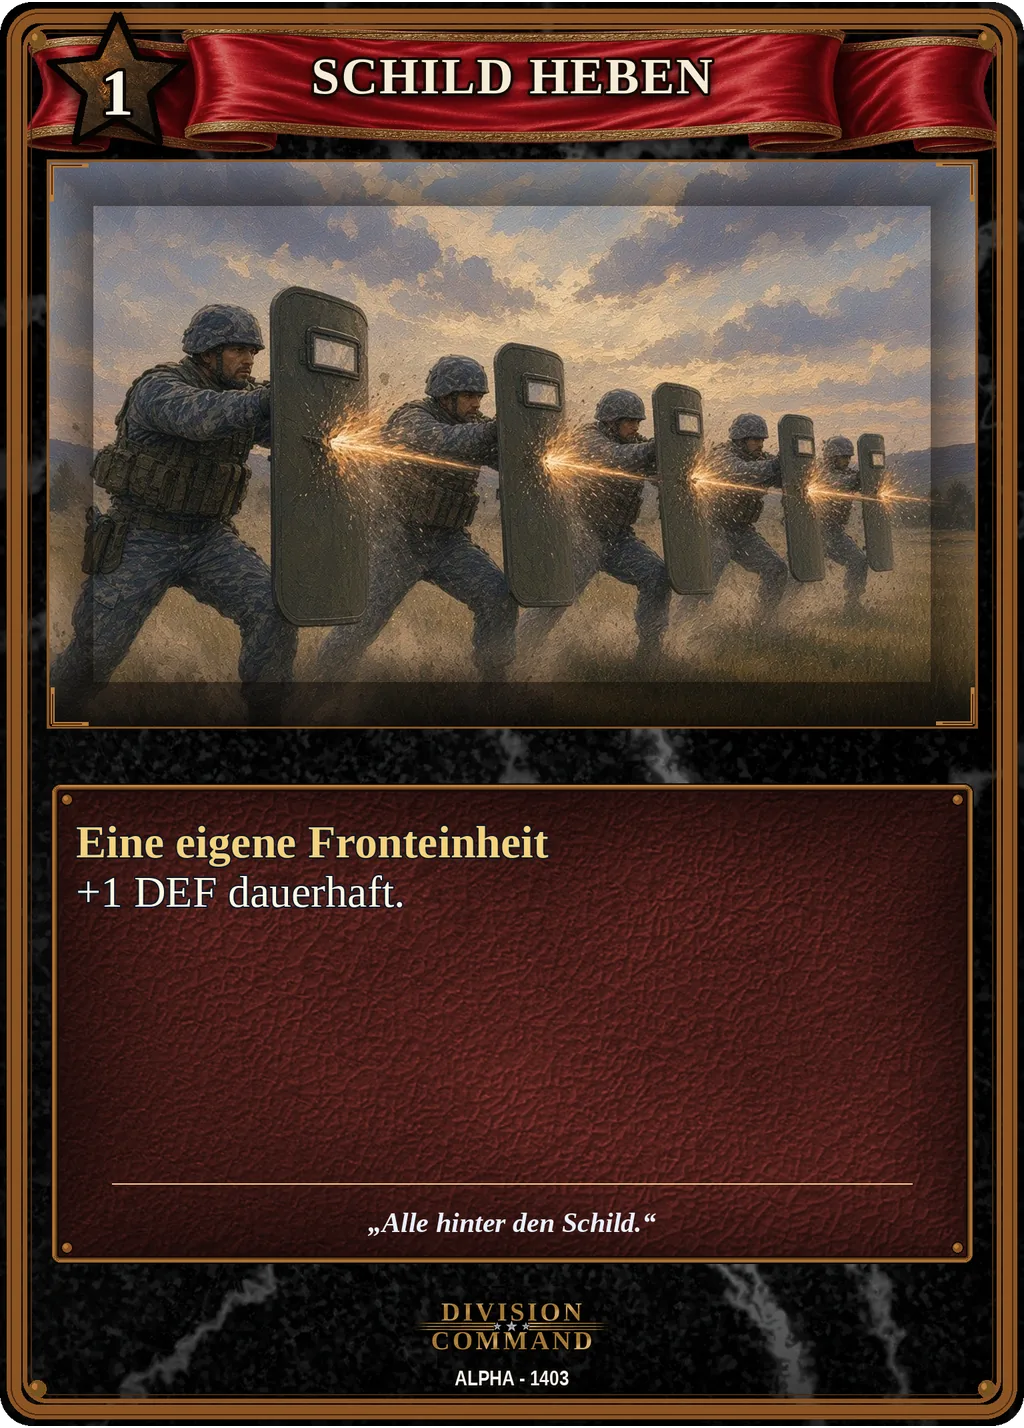 1
SCHILD HEBEN
Eine eigene Fronteinheit
+1 DEF dauerhaft.
„Alle hinter den Schild.“
DIVISION
COMMAND
ALPHA - 1403